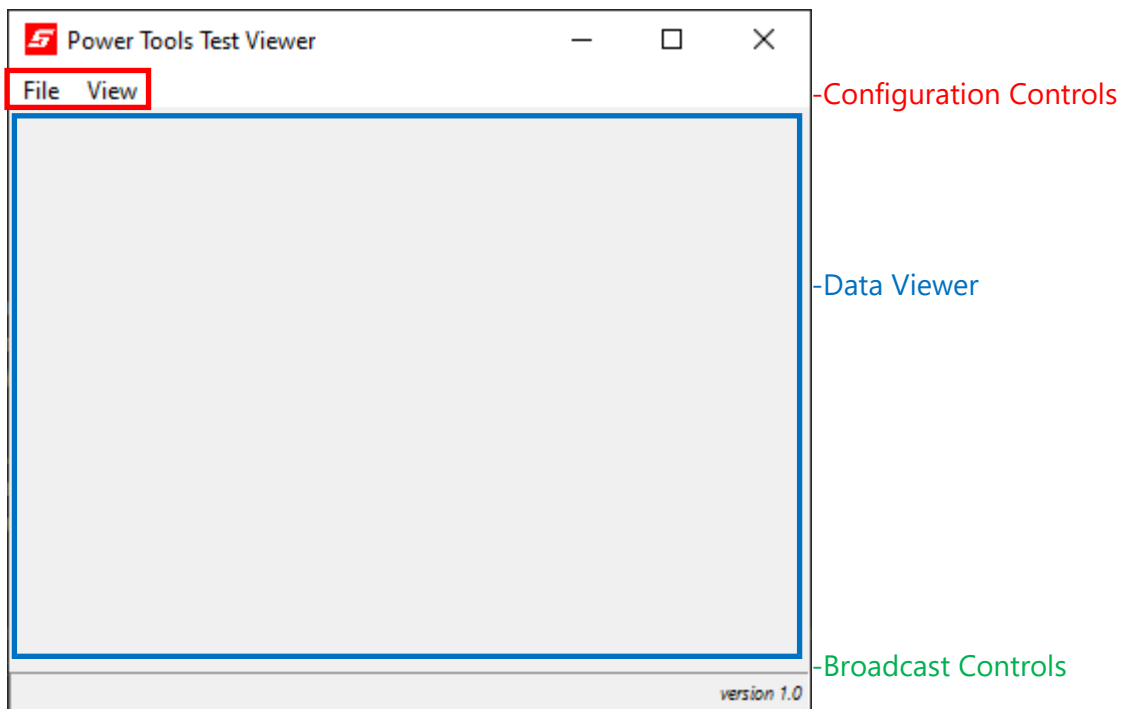 Power Tools Test Viewer
File View
-Configuration Controls
-Data Viewer
-Broadcast Controls
version 1.0